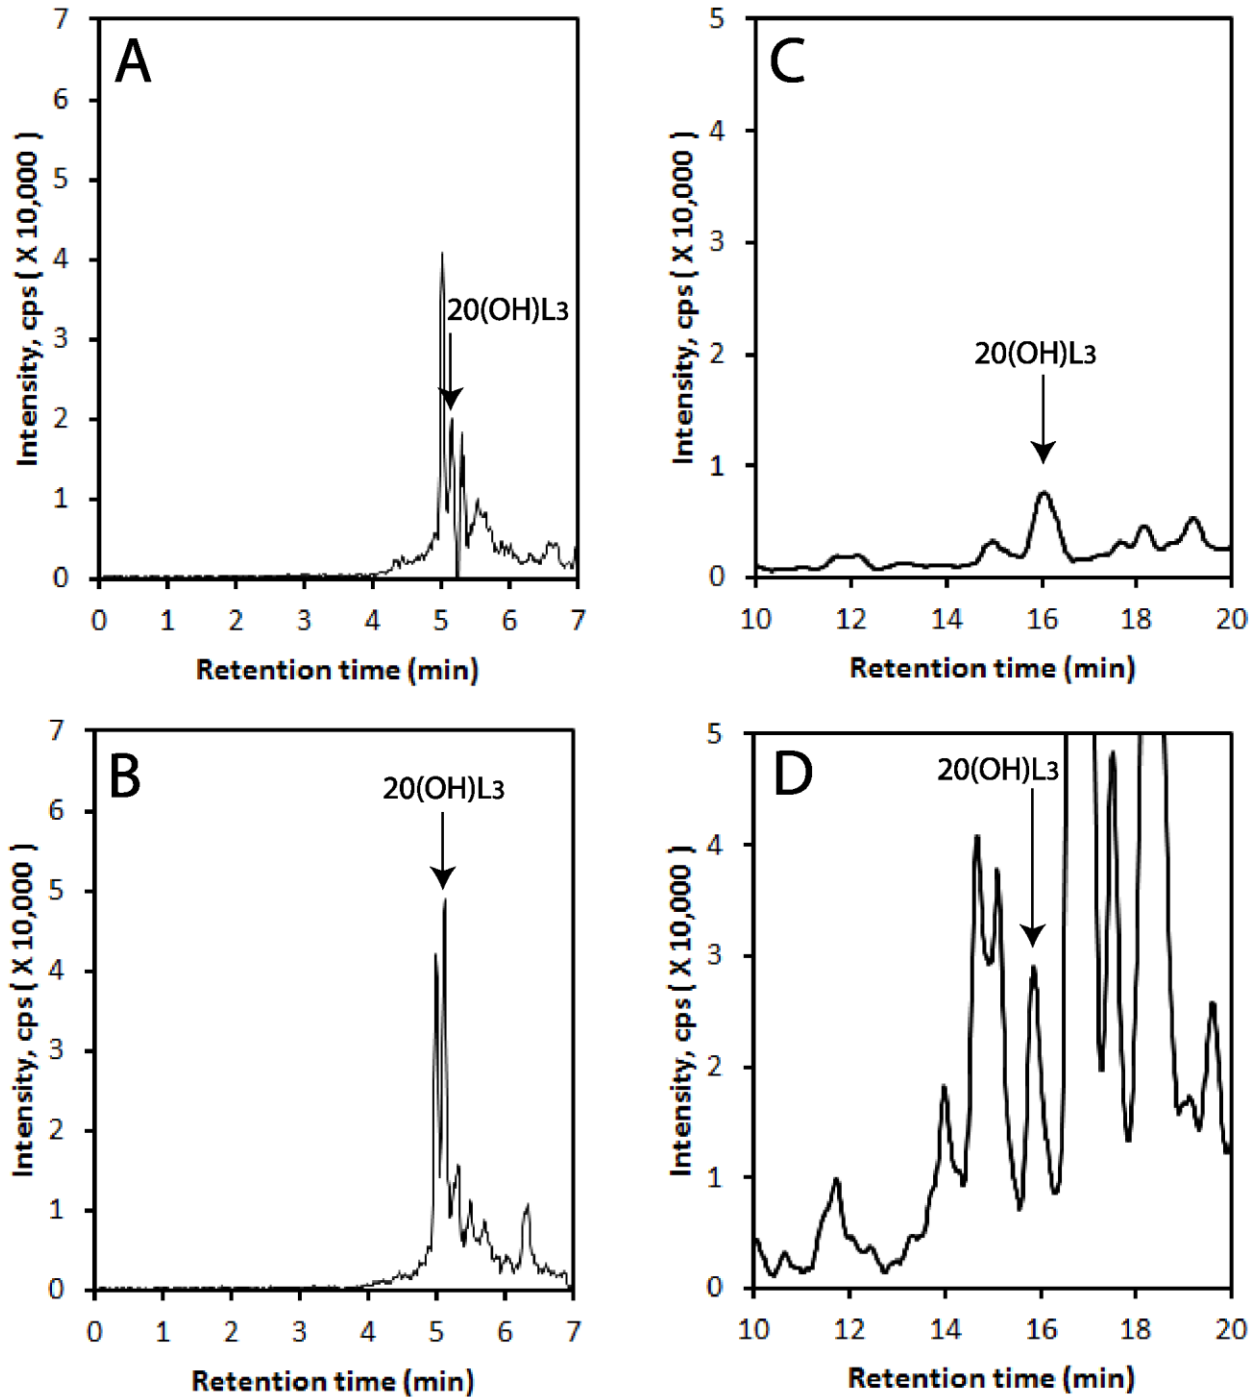 A
Intensity, cps ( X 10,000 )
7
6
5
4
3
2
1
0
20(OH)L3
0 1 2 3 4 5 6 7
Retention time (min)
C
Intensity, cps ( X 10,000 )
5
4
3
2
1
0
20(OH)L3
10 12 14 16 18 20
Retention time (min)
B
Intensity, cps ( X 10,000 )
7
6
5
4
3
2
1
0
20(OH)L3
0 1 2 3 4 5 6 7
Retention time (min)
D
Intensity, cps ( X 10,000 )
5
4
3
2
1
0
20(OH)L3
10 12 14 16 18 20
Retention time (min)